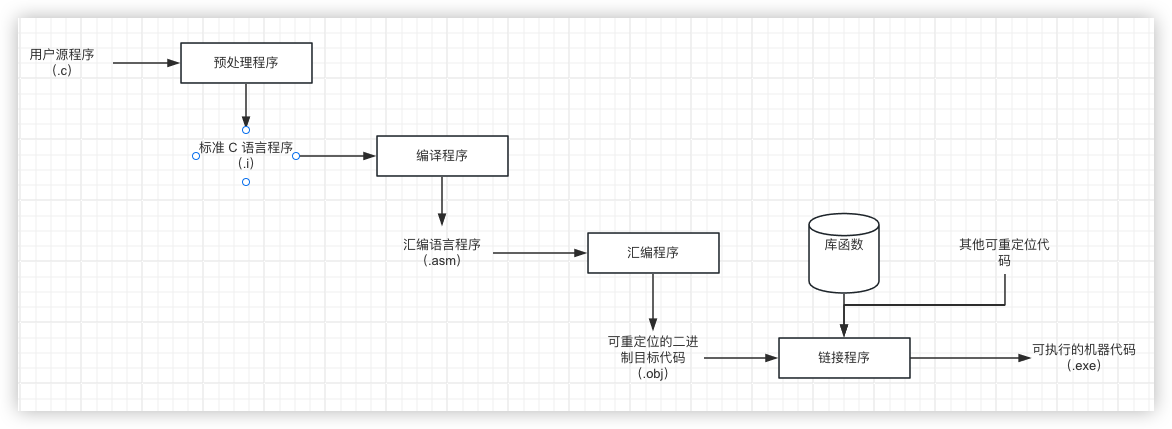 用户源程序
(.c)
预处理程序
标准 C 语言程序
(.i)
编译程序
汇编语言程序
(.asm)
汇编程序
库函数
其他可重定位代
码
可重定位的二进
制目标代码
(.obj)
链接程序
可执行的机器代码
(.exe)